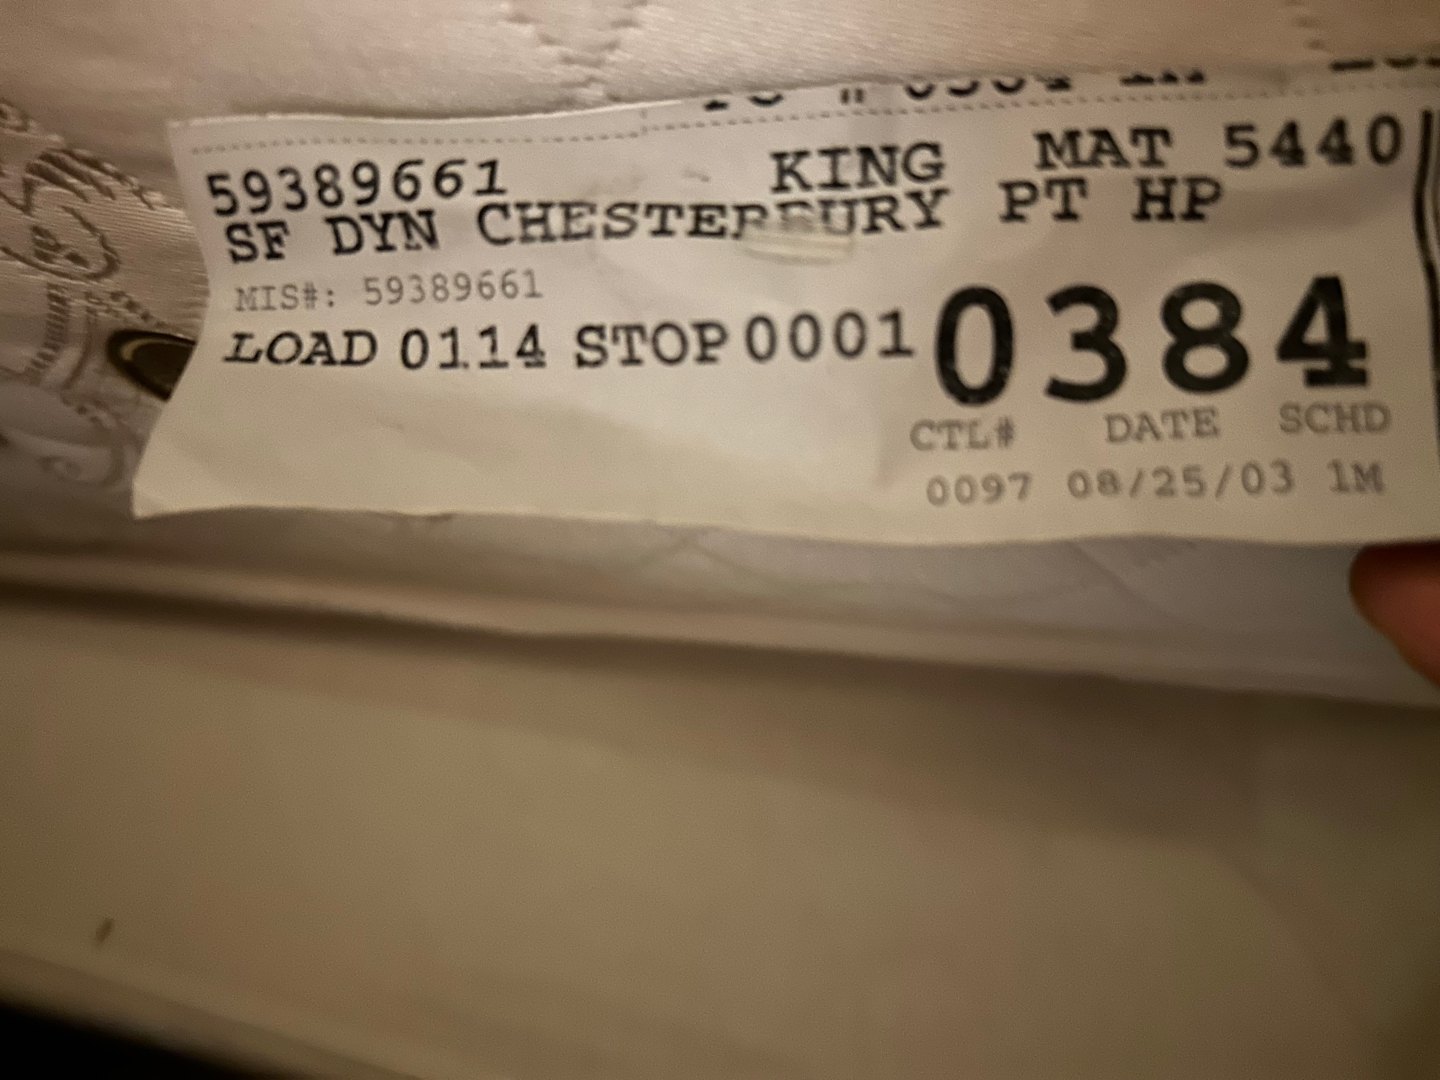 59389661 KING MAT 5440
SF DYN CHESTERBURY PT HP
MIS#: 59389661
LOAD 0114 STOP 0001 0384
CTL# DATE SCHD
0097 08/25/03 1M